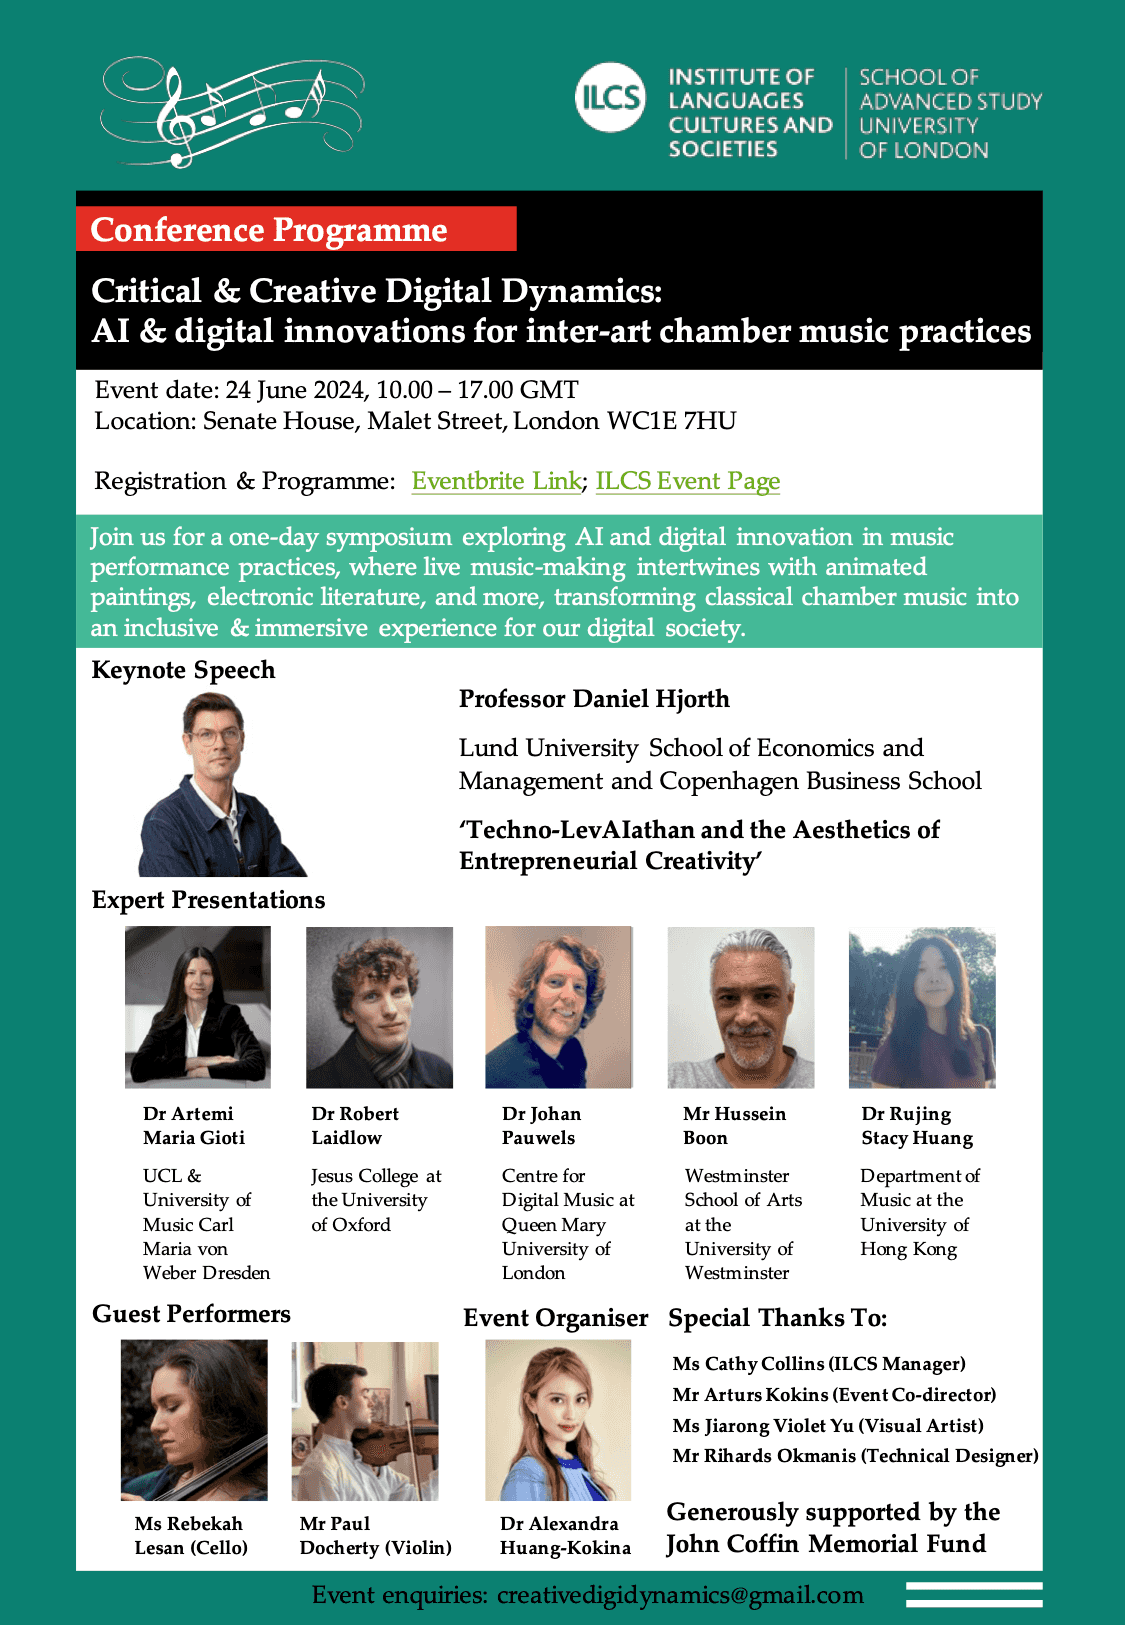 ILCS
INSTITUTE OF
LANGUAGES
CULTURES AND
SOCIETIES
SCHOOL OF
ADVANCED STUDY
UNIVERSITY
OF LONDON
Conference Programme
Critical & Creative Digital Dynamics:
AI & digital innovations for inter-art chamber music practices
Event date: 24 June 2024, 10.00 – 17.00 GMT
Location: Senate House, Malet Street, London WC1E 7HU
Registration & Programme: Eventbrite Link; ILCS Event Page
Join us for a one-day symposium exploring AI and digital innovation in music
performance practices, where live music-making intertwines with animated
paintings, electronic literature, and more, transforming classical chamber music into
an inclusive & immersive experience for our digital society.
Keynote Speech
Professor Daniel Hjorth
Lund University School of Economics and
Management and Copenhagen Business School
‘Techno-LevAIathan and the Aesthetics of
Entrepreneurial Creativity’
Expert Presentations
Dr Artemi
Maria Gioti
UCL &
University of
Music Carl
Maria von
Weber Dresden
Dr Robert
Laidlow
Jesus College at
the University
of Oxford
Dr Johan
Pauwels
Centre for
Digital Music at
Queen Mary
University of
London
Mr Hussein
Boon
Westminster
School of Arts
at the
University of
Westminster
Dr Rujing
Stacy Huang
Department of
Music at the
University of
Hong Kong
Guest Performers
Ms Rebekah
Lesan (Cello)
Mr Paul
Docherty (Violin)
Event Organiser
Dr Alexandra
Huang-Kokina
Special Thanks To:
Ms Cathy Collins (ILCS Manager)
Mr Arturs Kokins (Event Co-director)
Ms Jiarong Violet Yu (Visual Artist)
Mr Rihards Okmanis (Technical Designer)
Generously supported by the
John Coffin Memorial Fund
Event enquiries: creativedigidynamics@gmail.com